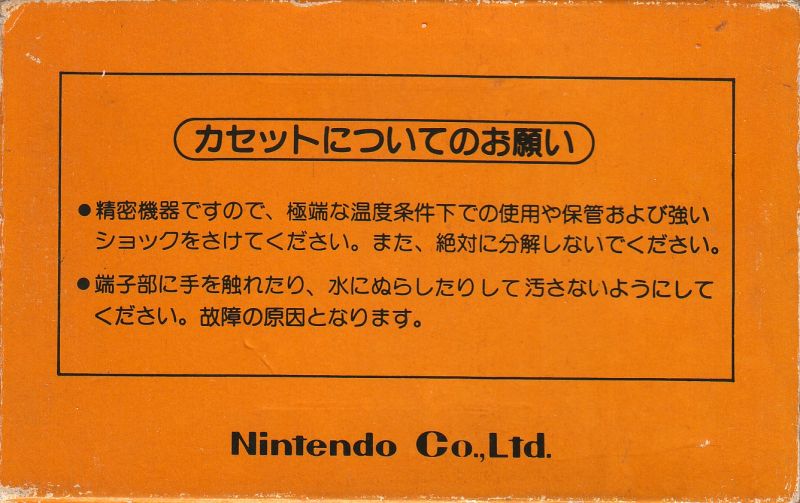 カセットについてのお願い
●精密機器ですので、極端な温度条件下での使用や保管および強い
ショックをさけてください。また、絶対に分解しないでください。
●端子部に手を触れたり、水にぬらしたりして汚さないようにして
ください。故障の原因となります。
Nintendo Co.,Ltd.